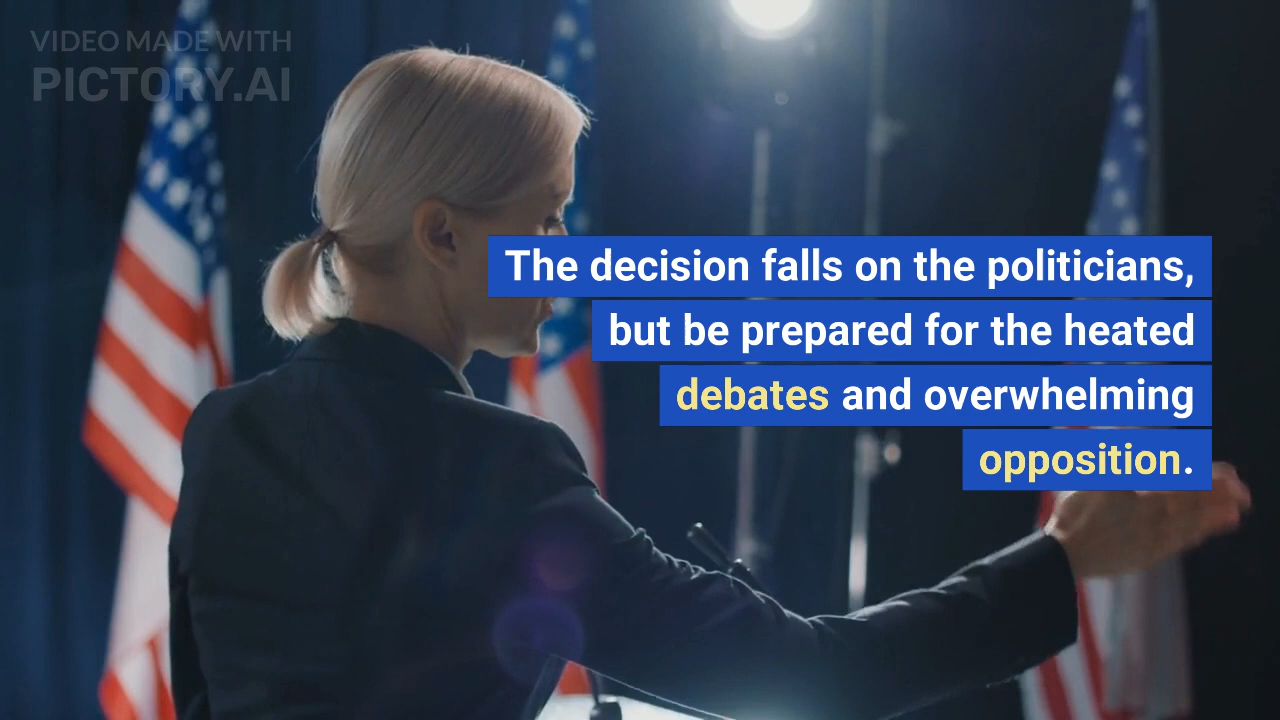 VIDEO MADE WITH
PICTORY.AI
The decision falls on the politicians,
but be prepared for the heated
debates and overwhelming
opposition.